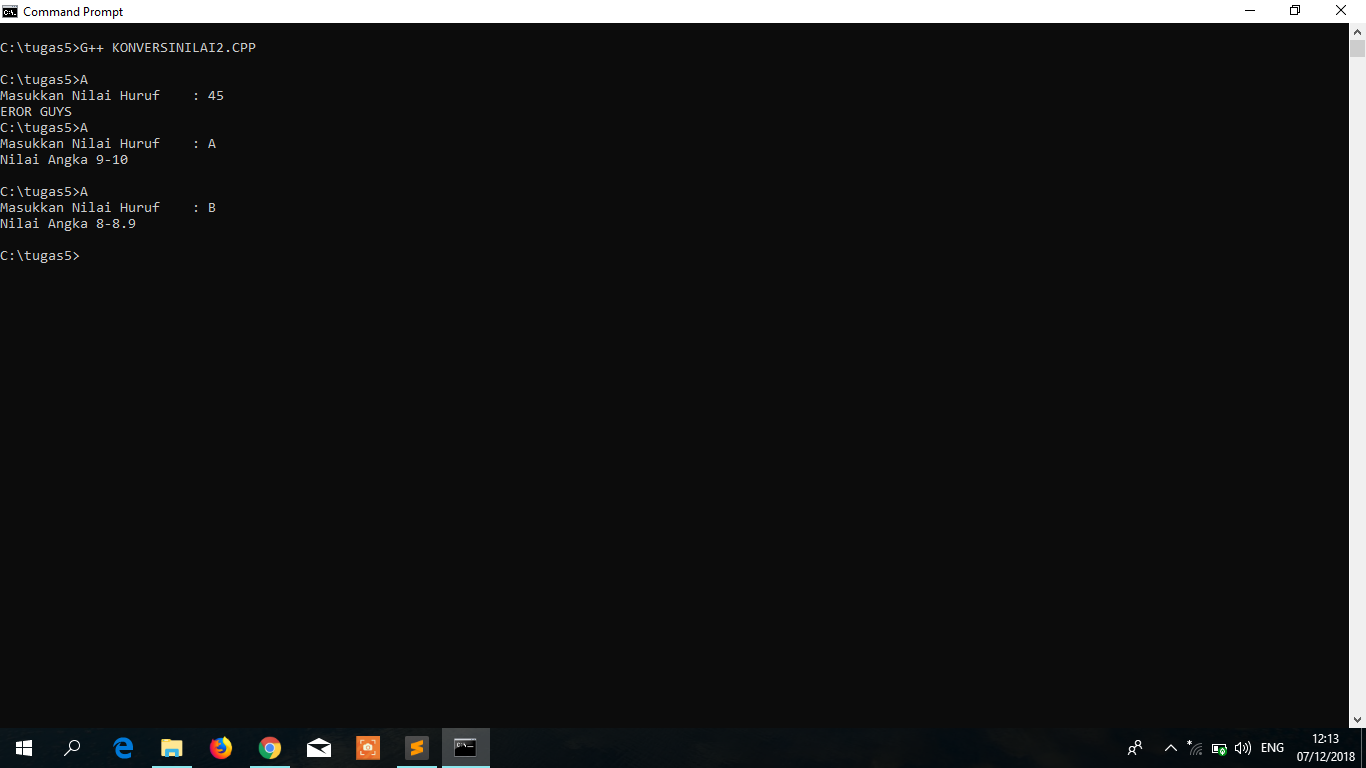 Command Prompt
C:\tugas5>G++ KONVERSINILAI2.CPP
C:\tugas5>A
Masukkan Nilai Huruf    : 45
EROR GUYS
C:\tugas5>A
Masukkan Nilai Huruf    : A
Nilai Angka 9-10
C:\tugas5>A
Masukkan Nilai Huruf    : B
Nilai Angka 8-8.9
C:\tugas5>
ENG
12:13
07/12/2018